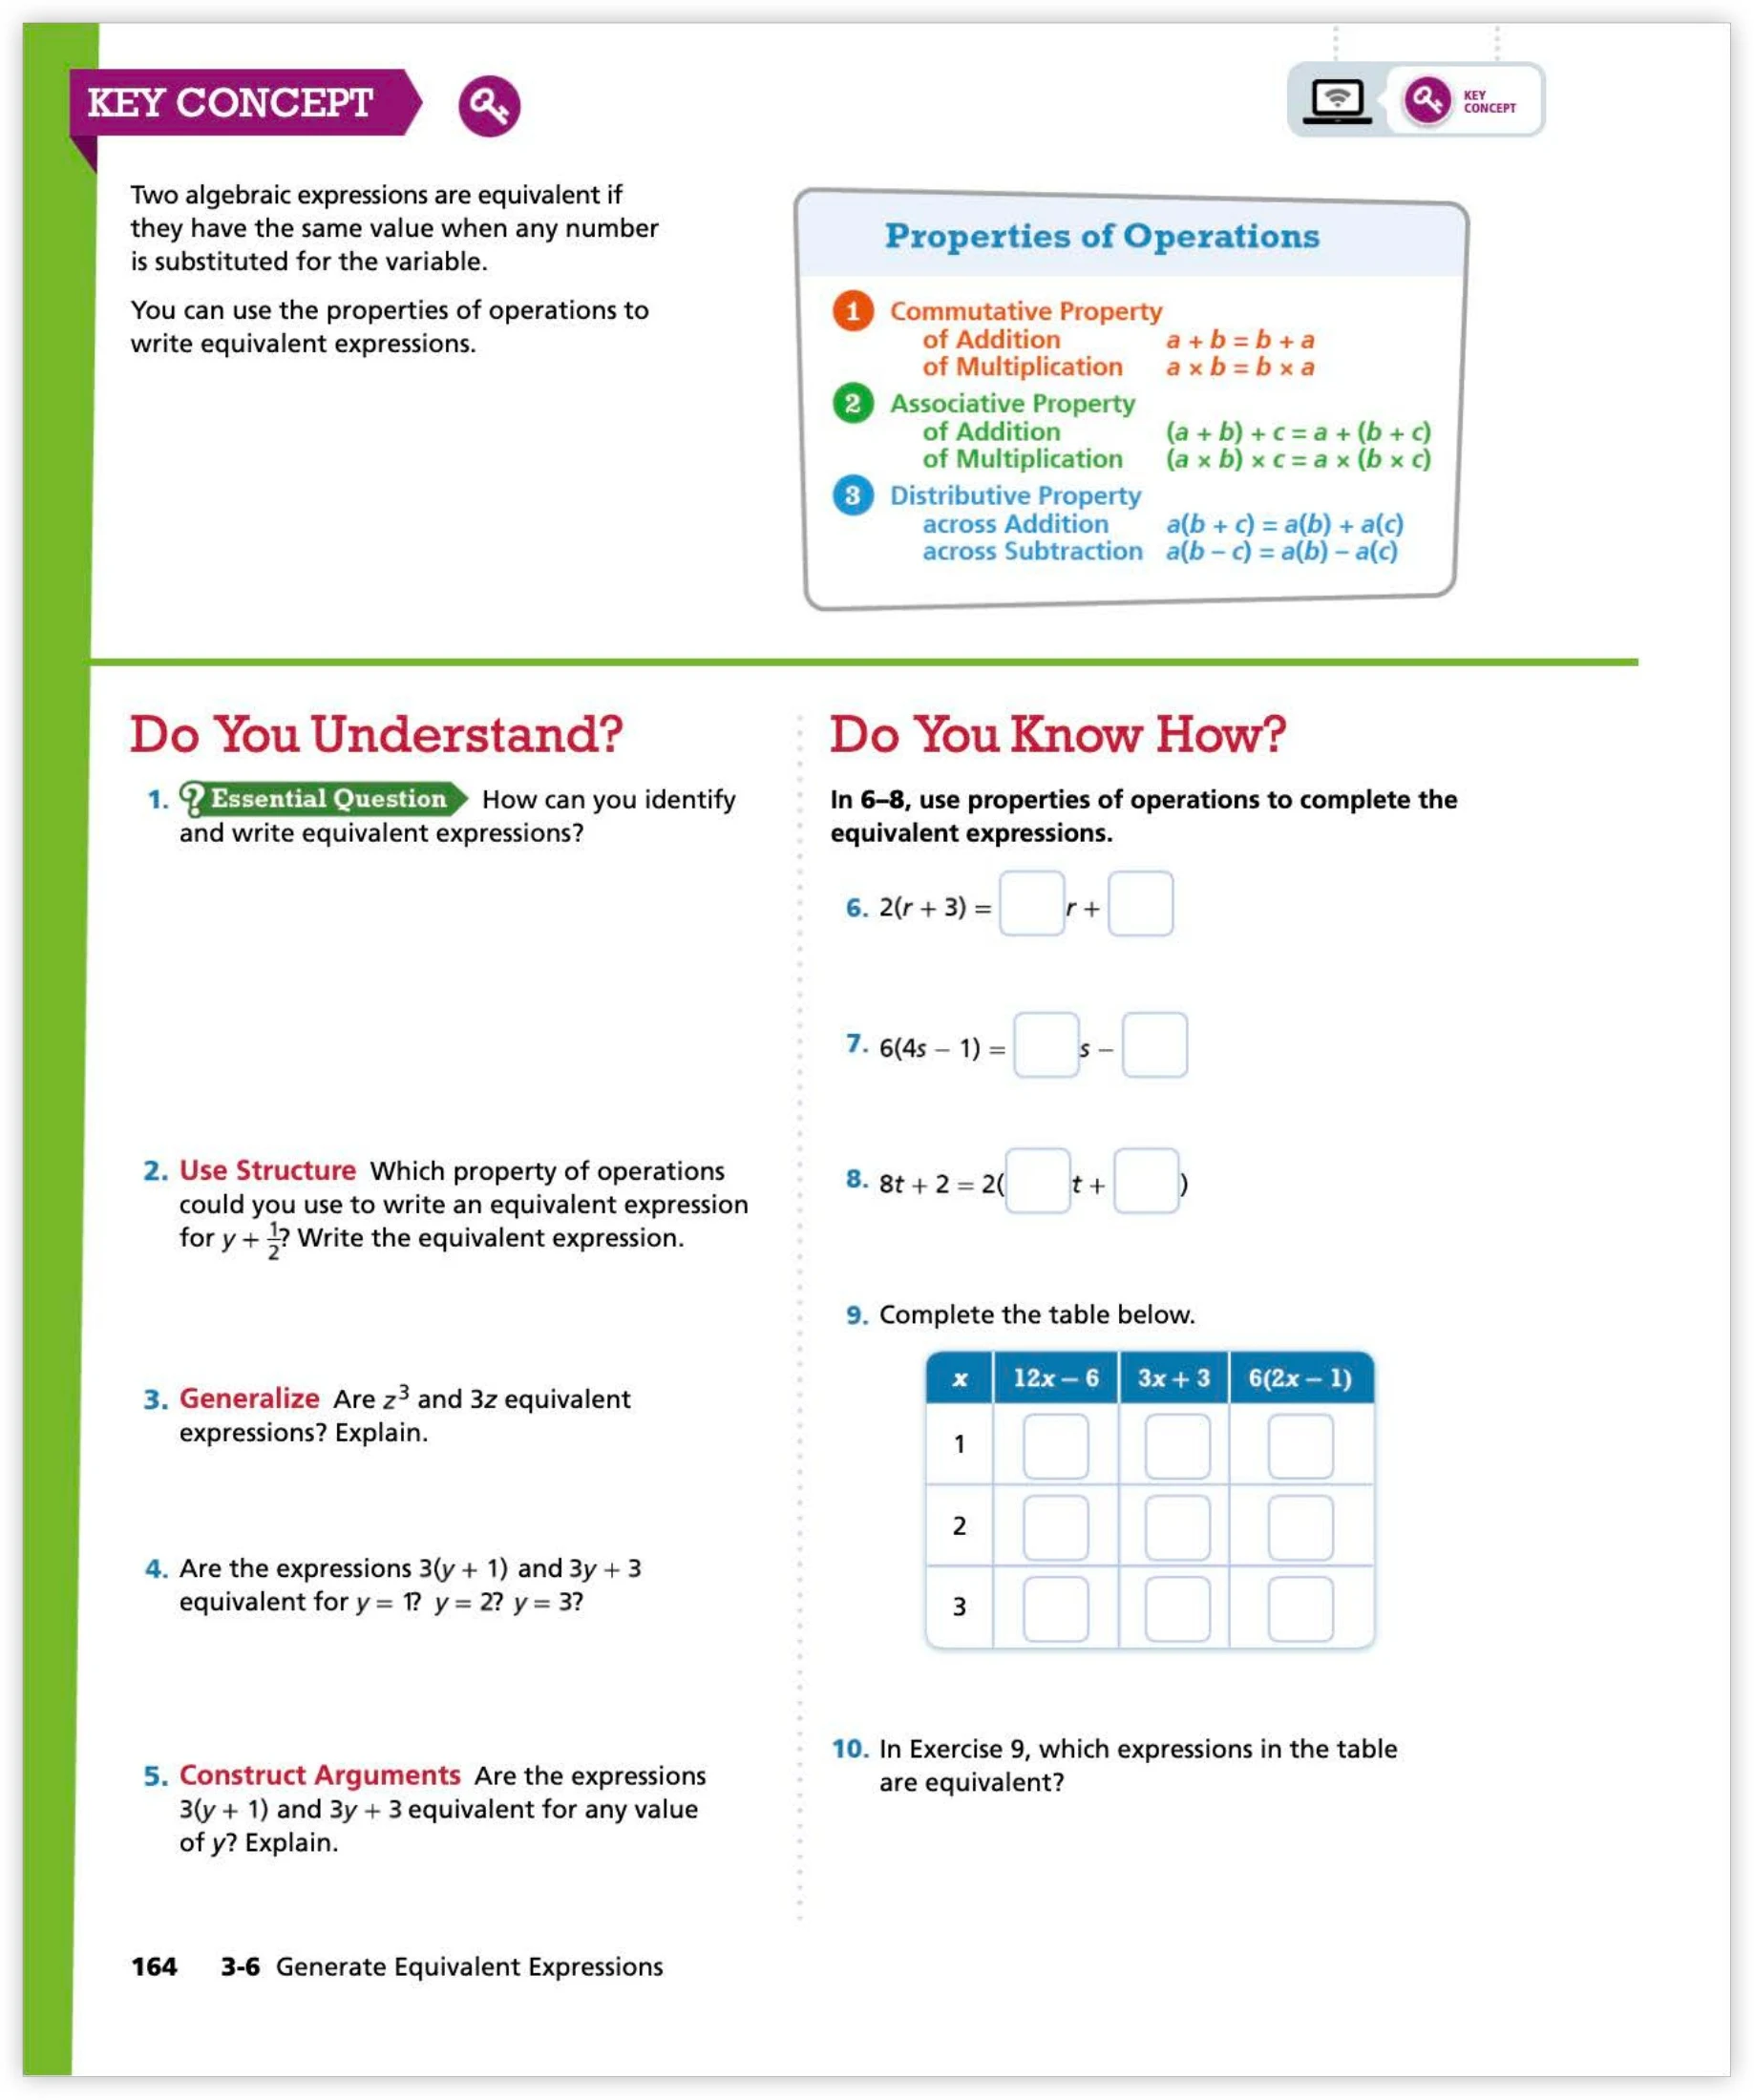 KEY CONCEPT
KEY
CONCEPT
Two algebraic expressions are equivalent if
they have the same value when any number
is substituted for the variable.
You can use the properties of operations to
write equivalent expressions.
Properties of Operations
1 Commutative Property
of Addition a + b = b + a
of Multiplication a × b = b × a
2 Associative Property
of Addition (a + b) + c = a + (b + c)
of Multiplication (a × b) × c = a × (b × c)
3 Distributive Property
across Addition a(b + c) = a(b) + a(c)
across Subtraction a(b – c) = a(b) – a(c)
Do You Understand?
1. ? Essential Question How can you identify
and write equivalent expressions?
2. Use Structure Which property of operations
could you use to write an equivalent expression
for y + 1/2? Write the equivalent expression.
3. Generalize Are z³ and 3z equivalent
expressions? Explain.
4. Are the expressions 3(y + 1) and 3y + 3
equivalent for y = 1? y = 2? y = 3?
5. Construct Arguments Are the expressions
3(y + 1) and 3y + 3 equivalent for any value
of y? Explain.
Do You Know How?
In 6–8, use properties of operations to complete the
equivalent expressions.
6. 2(r + 3) = r +
7. 6(4s – 1) = s –
8. 8t + 2 = 2( t + )
9. Complete the table below.
x 12x – 6 3x + 3 6(2x – 1)
1
2
3
10. In Exercise 9, which expressions in the table
are equivalent?
164 3-6 Generate Equivalent Expressions